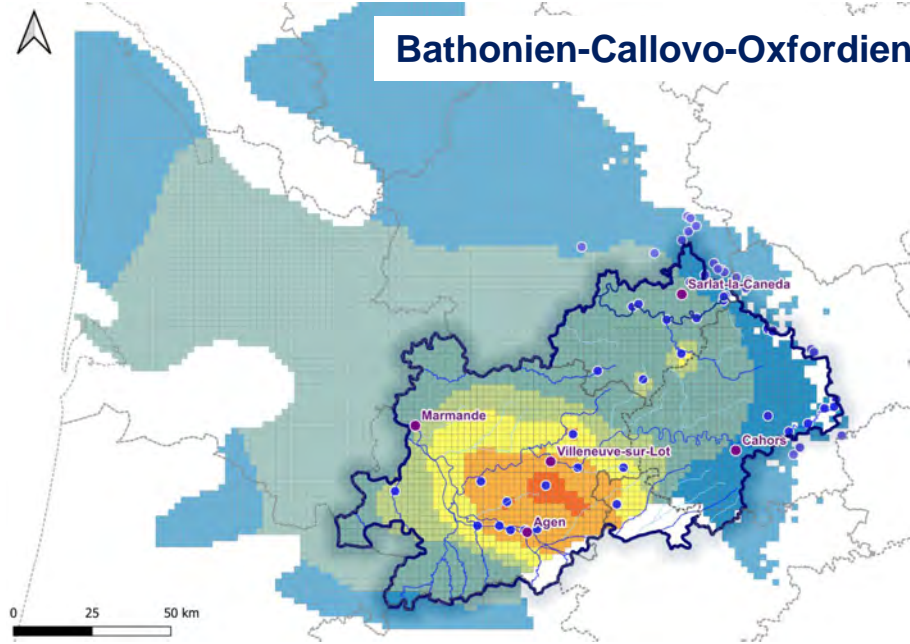 Bathonien-Callovo-Oxfordien
Sarlat-la-Caneda
Marmande
Villeneuve-sur-Lot
Cahors
Agen
0 25 50 km